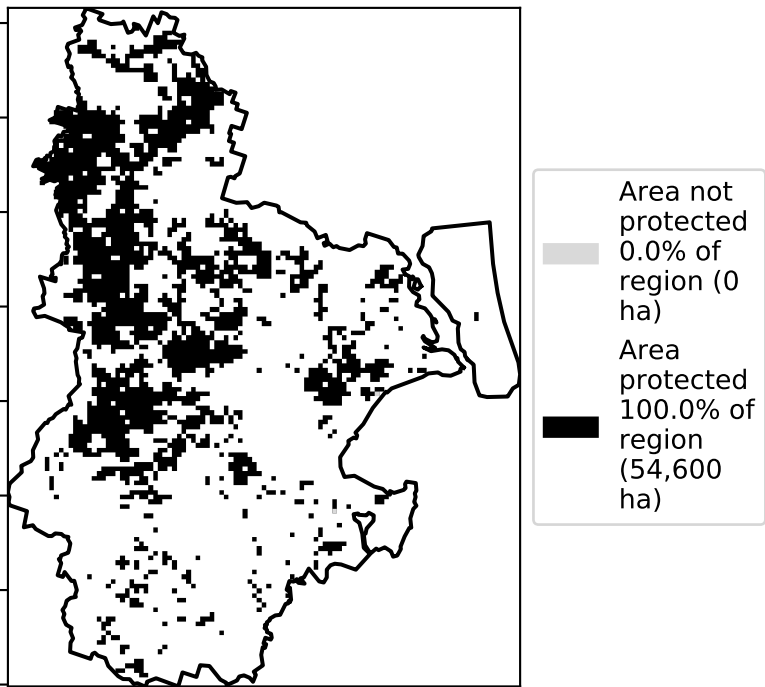 Area not
protected
0.0% of
region (0
ha)
Area
protected
100.0% of
region
(54,600
ha)